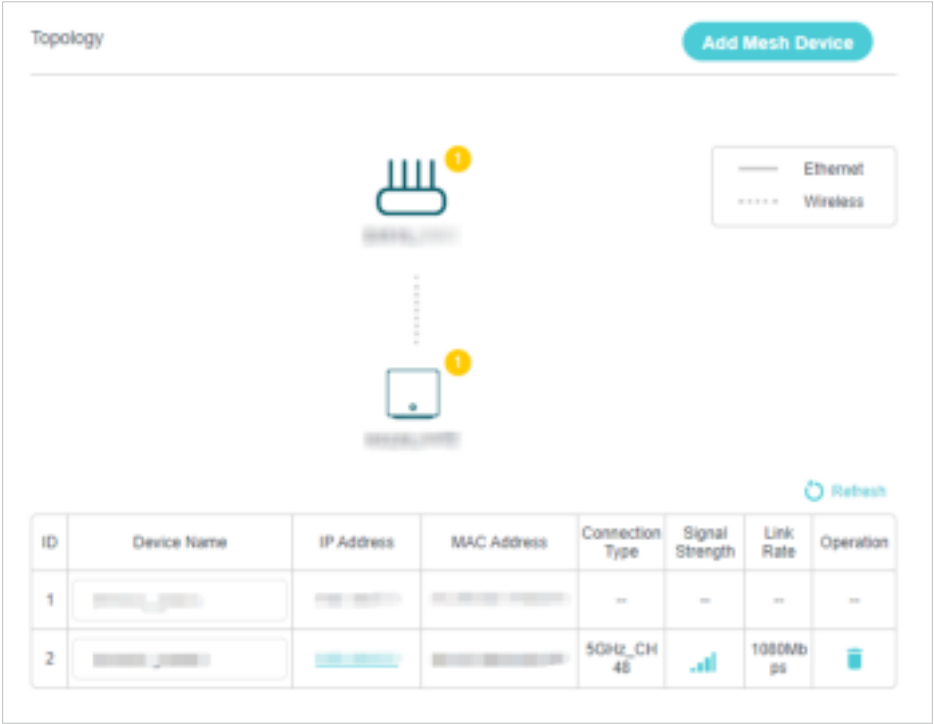 Topology
Add Mesh Device
1
Ethernet
Wireless
1
Refresh
ID Device Name IP Address MAC Address Connection Type Signal Strength Link Rate Operation
1 -- -- -- --
2 5GHz_CH 48 1080Mb ps